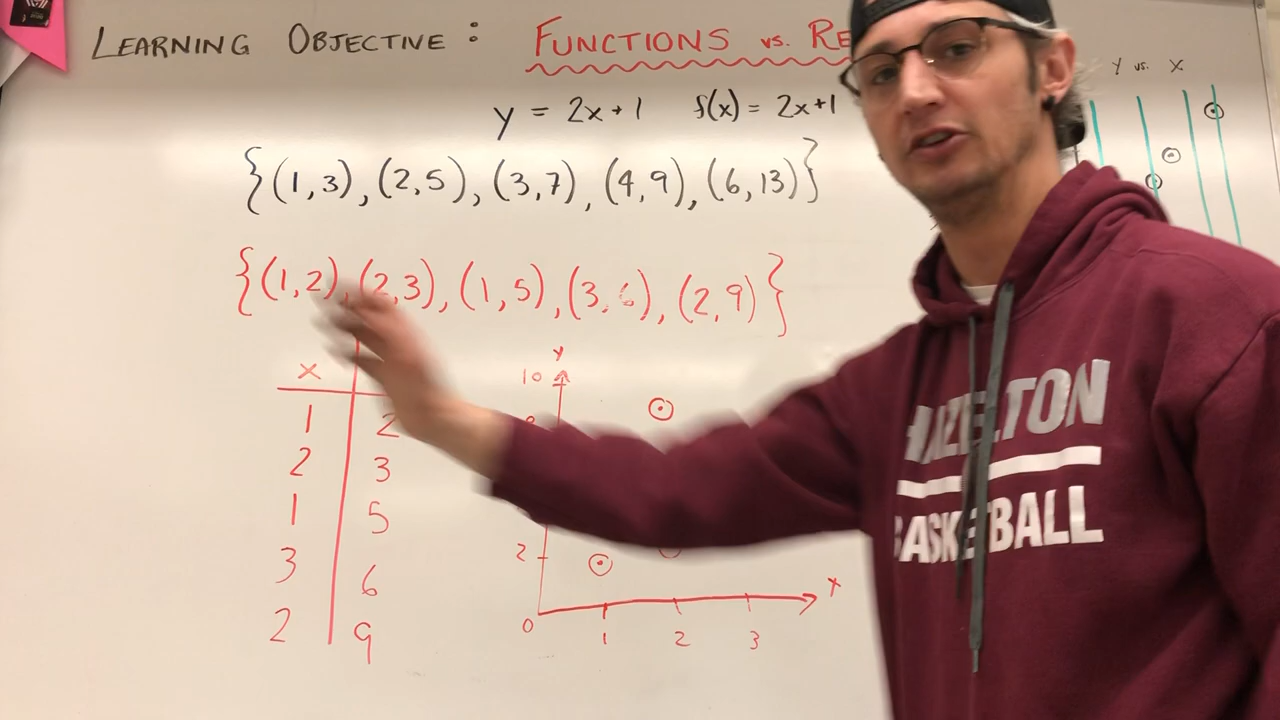 LEARNING OBJECTIVE : FUNCTIONS vs. RE
y = 2x+1 f(x) = 2x+1
Y vs. X
{(1,3), (2,5), (3,7), (4,9), (6,13)}
{(1,2), (2,3), (1,5), (3,6), (2,9)}
x
1 2
2 3
1 5
3 6
2 9
y
10
2
x
0 1 2 3
HAZELTON
BASKETBALL